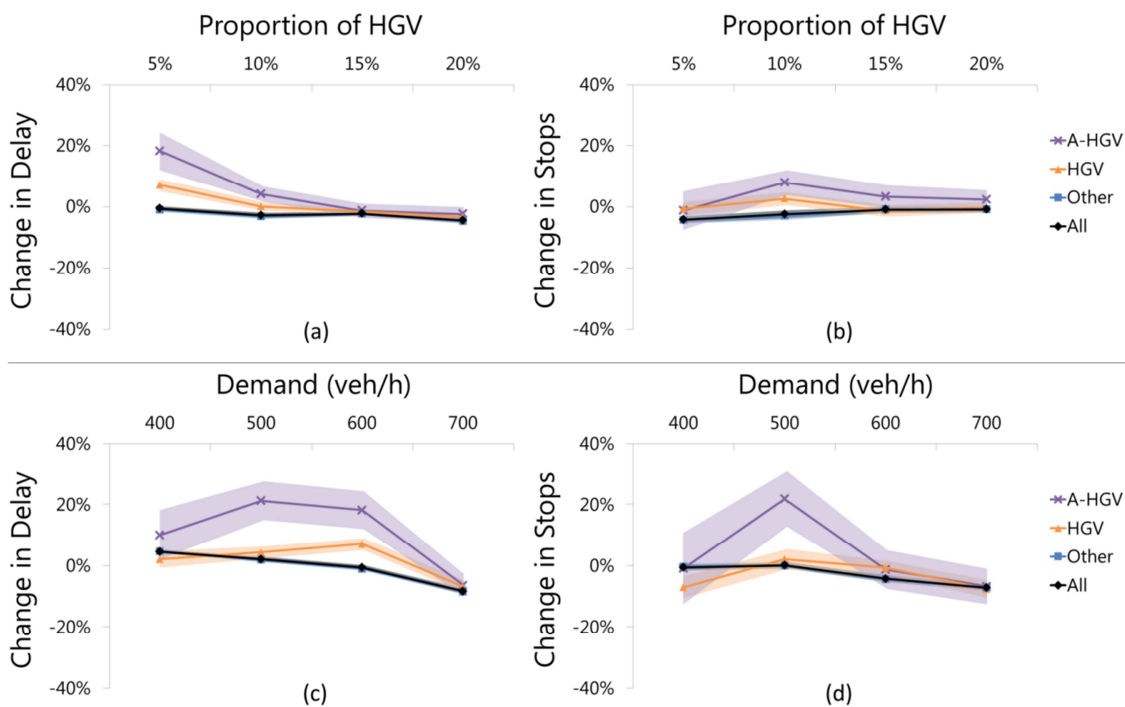 Proportion of HGV
5% 10% 15% 20%
40%
20%
0%
-20%
-40%
Change in Delay
(a)
Proportion of HGV
5% 10% 15% 20%
40%
20%
0%
-20%
-40%
Change in Stops
(b)
A-HGV
HGV
Other
All
Demand (veh/h)
400 500 600 700
40%
20%
0%
-20%
-40%
Change in Delay
(c)
Demand (veh/h)
400 500 600 700
40%
20%
0%
-20%
-40%
Change in Stops
(d)
A-HGV
HGV
Other
All